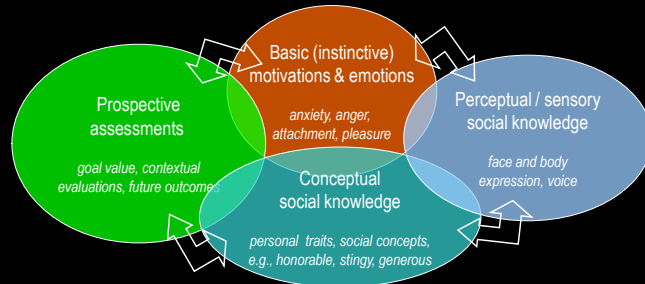 Basic (instinctive)
motivations & emotions
anxiety, anger,
attachment, pleasure
Prospective
assessments
goal value, contextual
evaluations, future outcomes
Perceptual / sensory
social knowledge
face and body
expression, voice
Conceptual
social knowledge
personal traits, social concepts,
e.g., honorable, stingy, generous